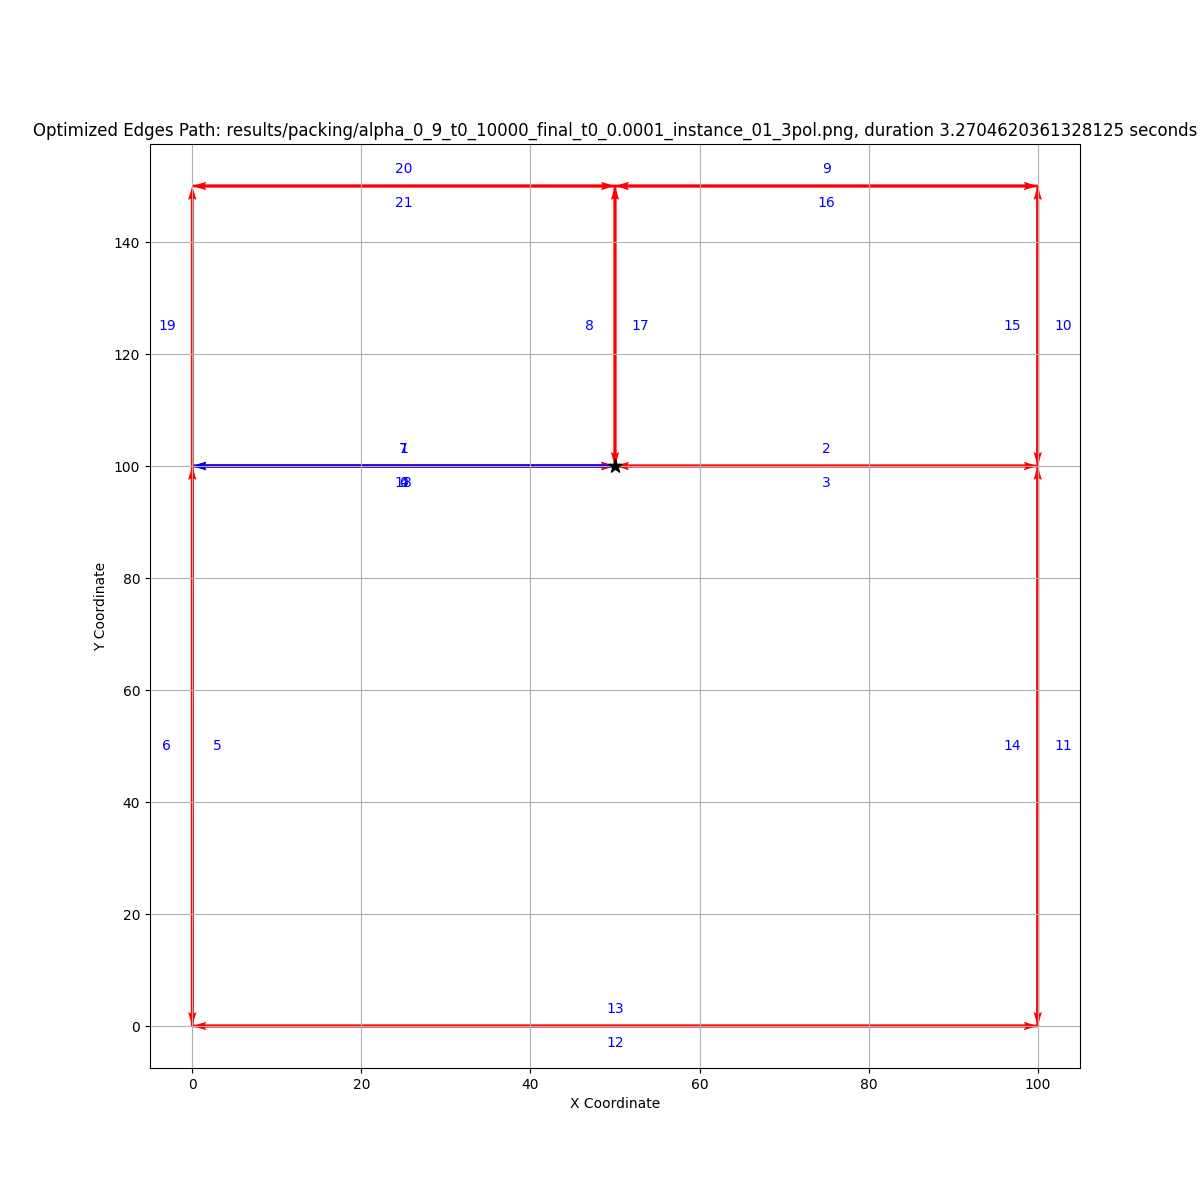 Optimized Edges Path: results/packing/alpha_0_9_t0_10000_final_t0_0.0001_instance_01_3pol.png, duration 3.2704620361328125 seconds
20 9
21 16
140
19 8 17 15 10
120
2
100
3
80
Y Coordinate
60
6 5 14 11
40
20
13
0
12
0 20 40 60 80 100
X Coordinate